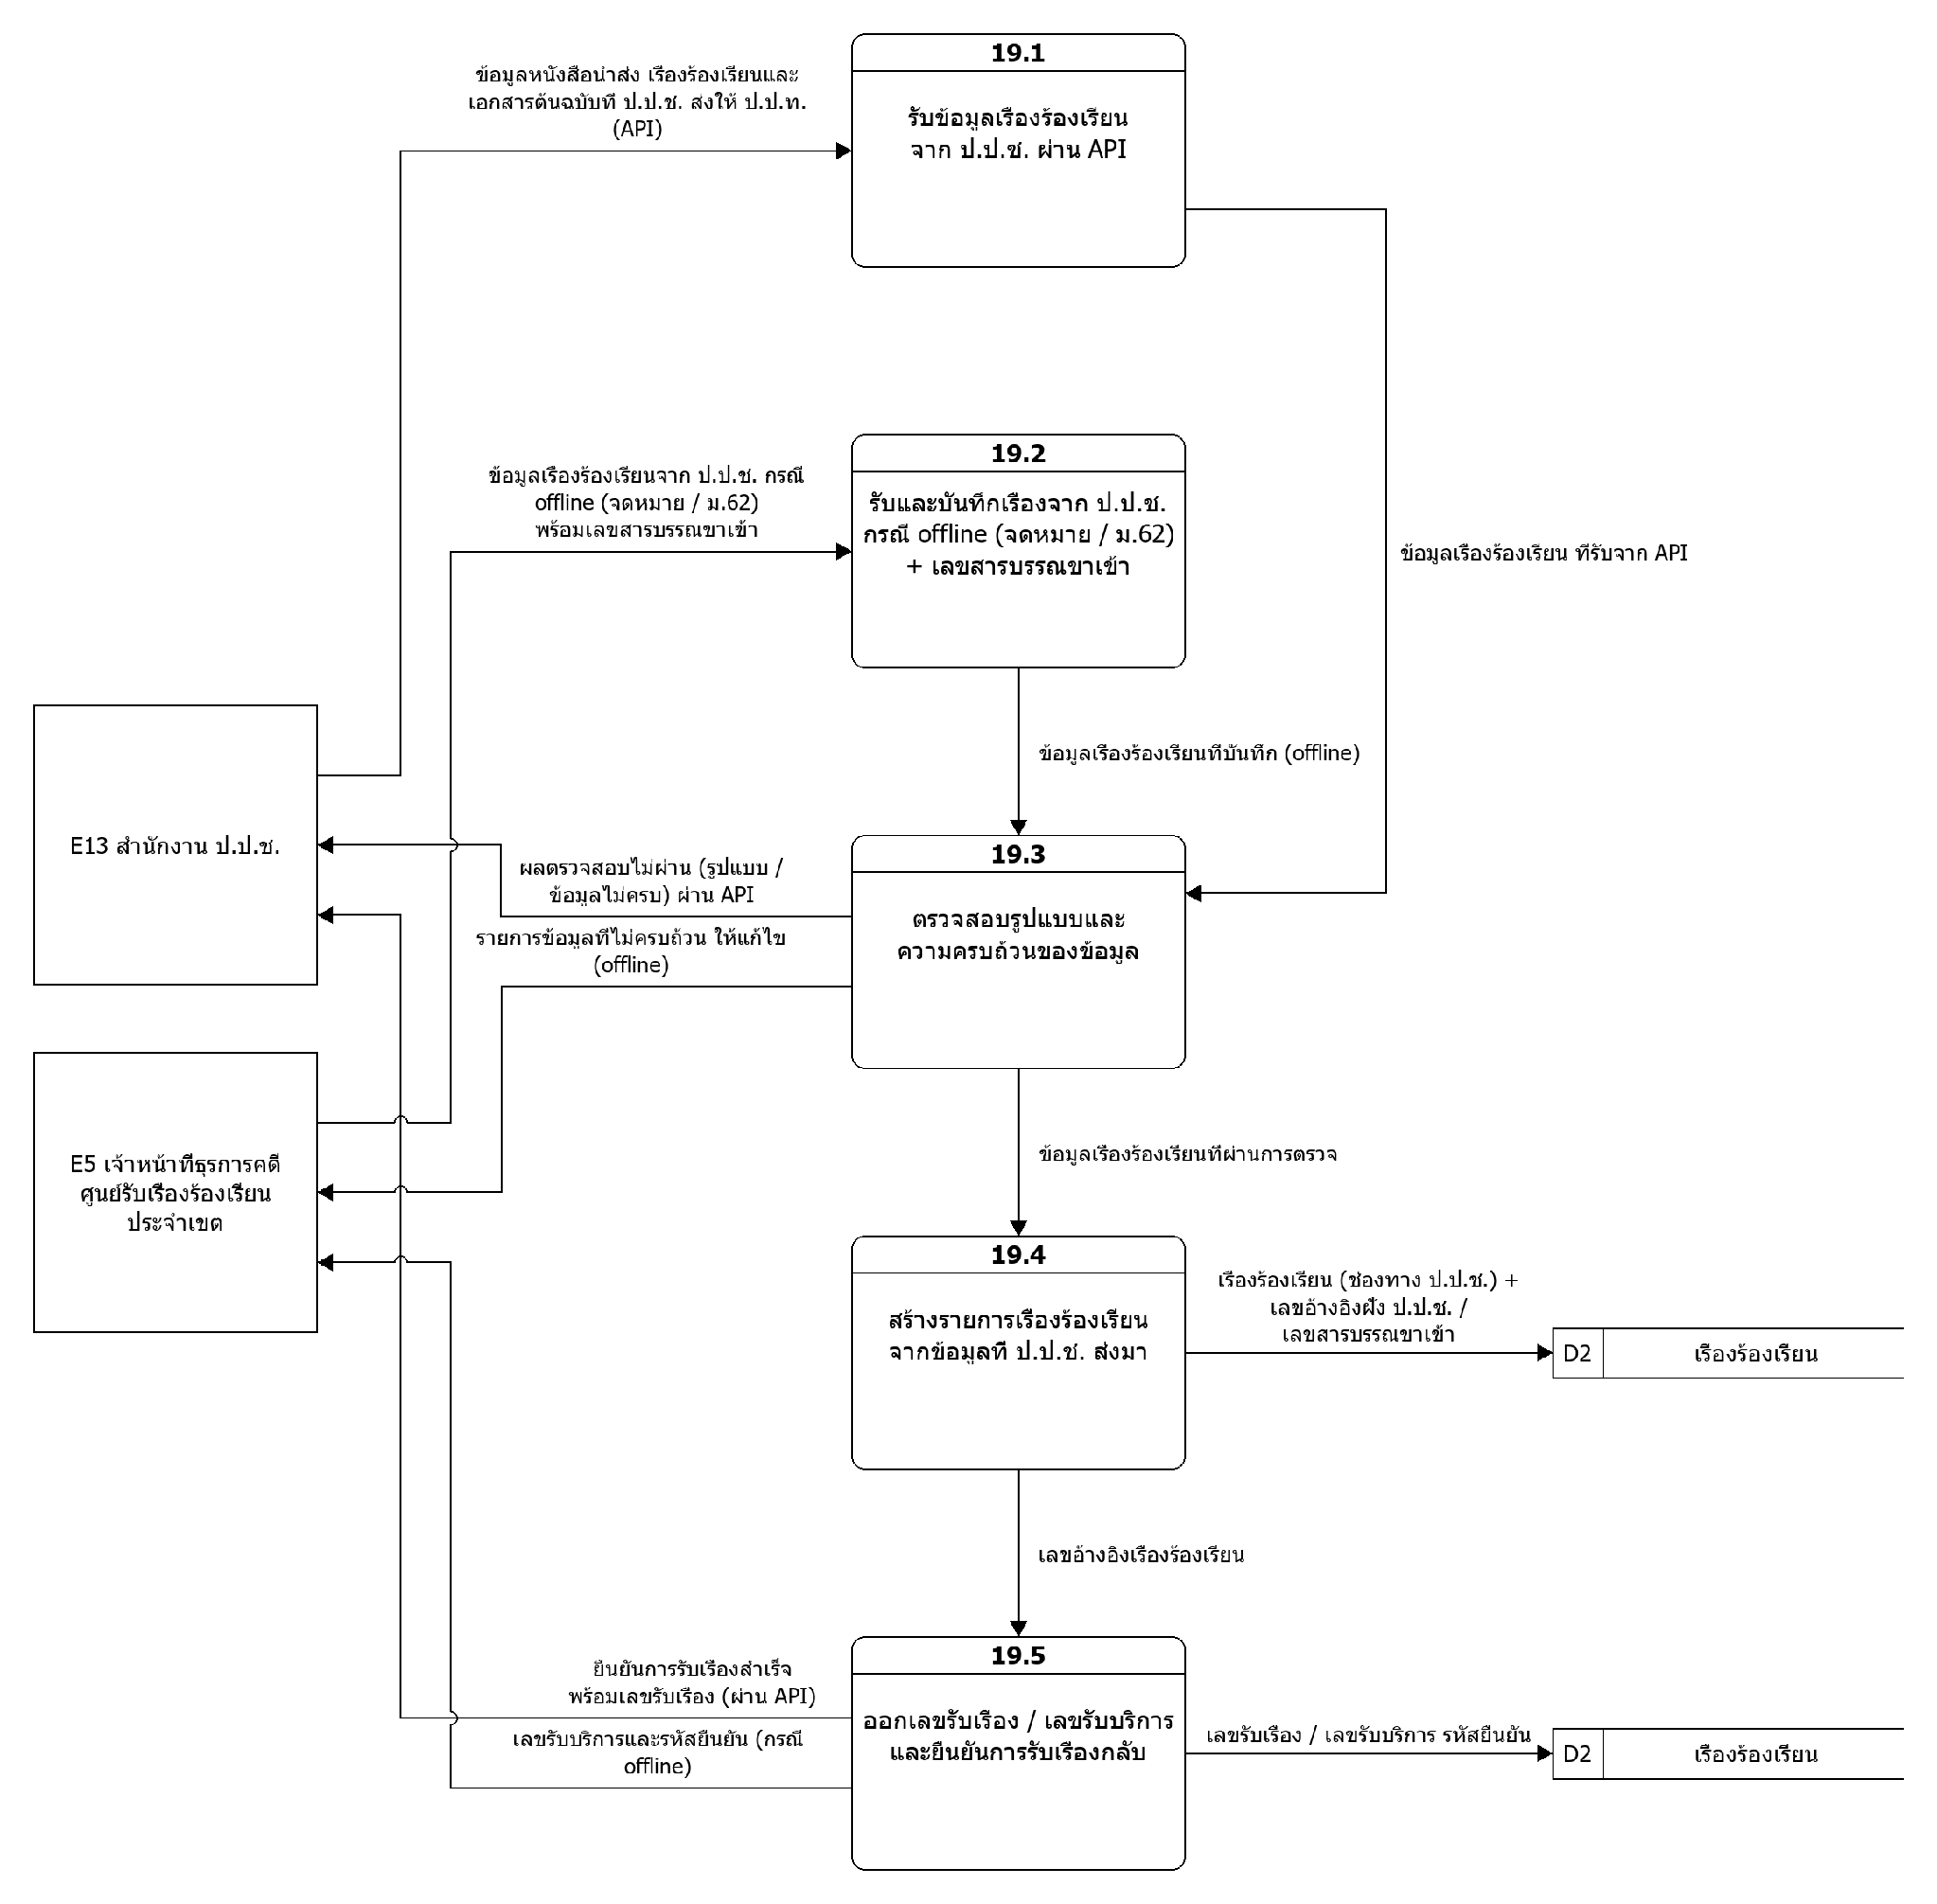 19.1
ข้อมูลหนังสือนำส่ง เรื่องร้องเรียนและ
เอกสารต้นฉบับที่ ป.ป.ช. ส่งให้ ป.ป.ท.
(API)
รับข้อมูลเรื่องร้องเรียน
จาก ป.ป.ช. ผ่าน API
19.2
ข้อมูลเรื่องร้องเรียนจาก ป.ป.ช. กรณี
offline (จดหมาย / ม.62)
พร้อมเลขสารบรรณขาเข้า
รับและบันทึกเรื่องจาก ป.ป.ช.
กรณี offline (จดหมาย / ม.62)
+ เลขสารบรรณขาเข้า
ข้อมูลเรื่องร้องเรียน ที่รับจาก API
ข้อมูลเรื่องร้องเรียนที่บันทึก (offline)
E13 สำนักงาน ป.ป.ช.
19.3
ผลตรวจสอบไม่ผ่าน (รูปแบบ /
ข้อมูลไม่ครบ) ผ่าน API
ตรวจสอบรูปแบบและ
ความครบถ้วนของข้อมูล
รายการข้อมูลที่ไม่ครบถ้วน ให้แก้ไข
(offline)
E5 เจ้าหน้าที่ธุรการคดี
ศูนย์รับเรื่องร้องเรียน
ประจำเขต
ข้อมูลเรื่องร้องเรียนที่ผ่านการตรวจ
19.4
สร้างรายการเรื่องร้องเรียน
จากข้อมูลที่ ป.ป.ช. ส่งมา
เรื่องร้องเรียน (ช่องทาง ป.ป.ช.) +
เลขอ้างอิงฝั่ง ป.ป.ช. /
เลขสารบรรณขาเข้า
D2 เรื่องร้องเรียน
เลขอ้างอิงเรื่องร้องเรียน
19.5
ยืนยันการรับเรื่องสำเร็จ
พร้อมเลขรับเรื่อง (ผ่าน API)
เลขรับบริการและรหัสยืนยัน (กรณี
offline)
ออกเลขรับเรื่อง / เลขรับบริการ
และยืนยันการรับเรื่องกลับ
เลขรับเรื่อง / เลขรับบริการ รหัสยืนยัน
D2 เรื่องร้องเรียน